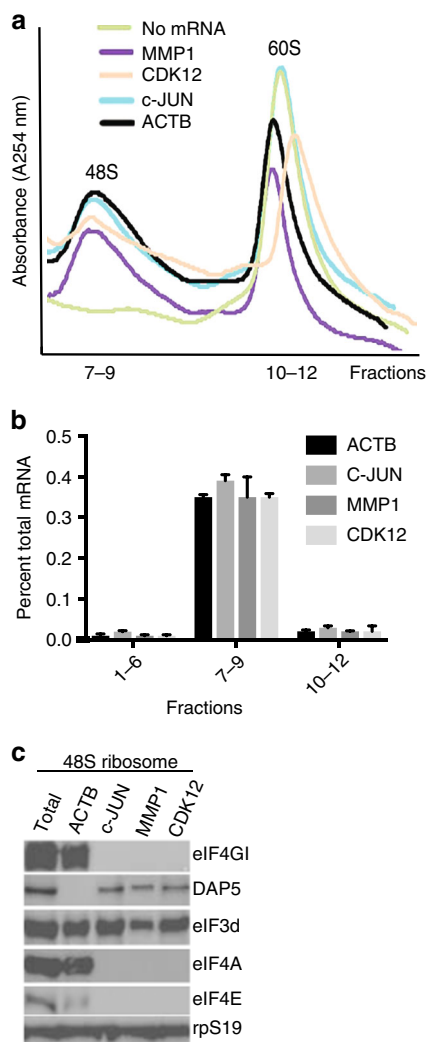 a
No mRNA
MMP1
CDK12
c-JUN
ACTB
60S
48S
Absorbance (A254 nm)
7–9
10–12
Fractions
b
0.5
0.4
0.3
0.2
0.1
0.0
Percent total mRNA
ACTB
C-JUN
MMP1
CDK12
1–6
7–9
10–12
Fractions
c
48S ribosome
Total
ACTB
c-JUN
MMP1
CDK12
eIF4GI
DAP5
eIF3d
eIF4A
eIF4E
rpS19